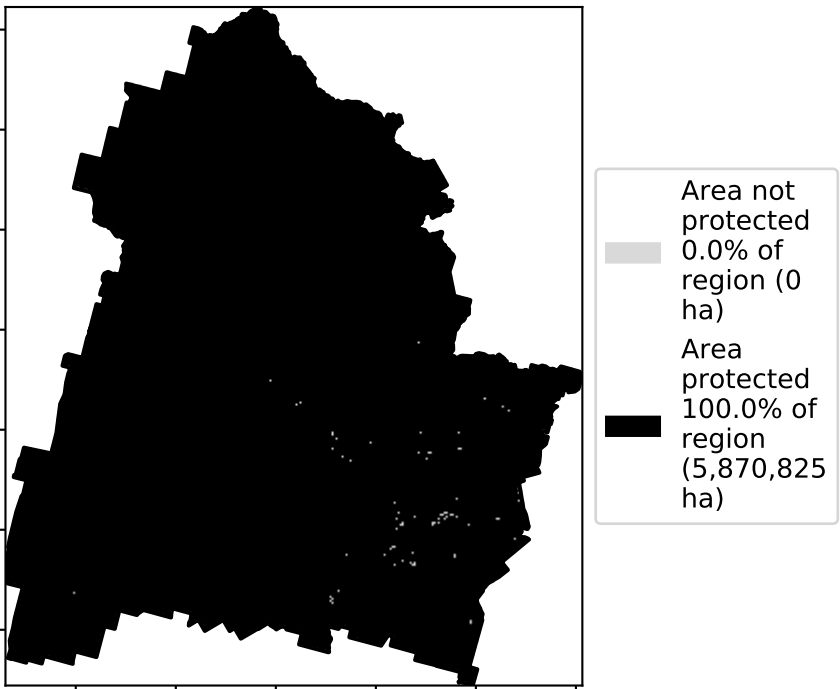 Area not
protected
0.0% of
region (0
ha)
Area
protected
100.0% of
region
(5,870,825
ha)